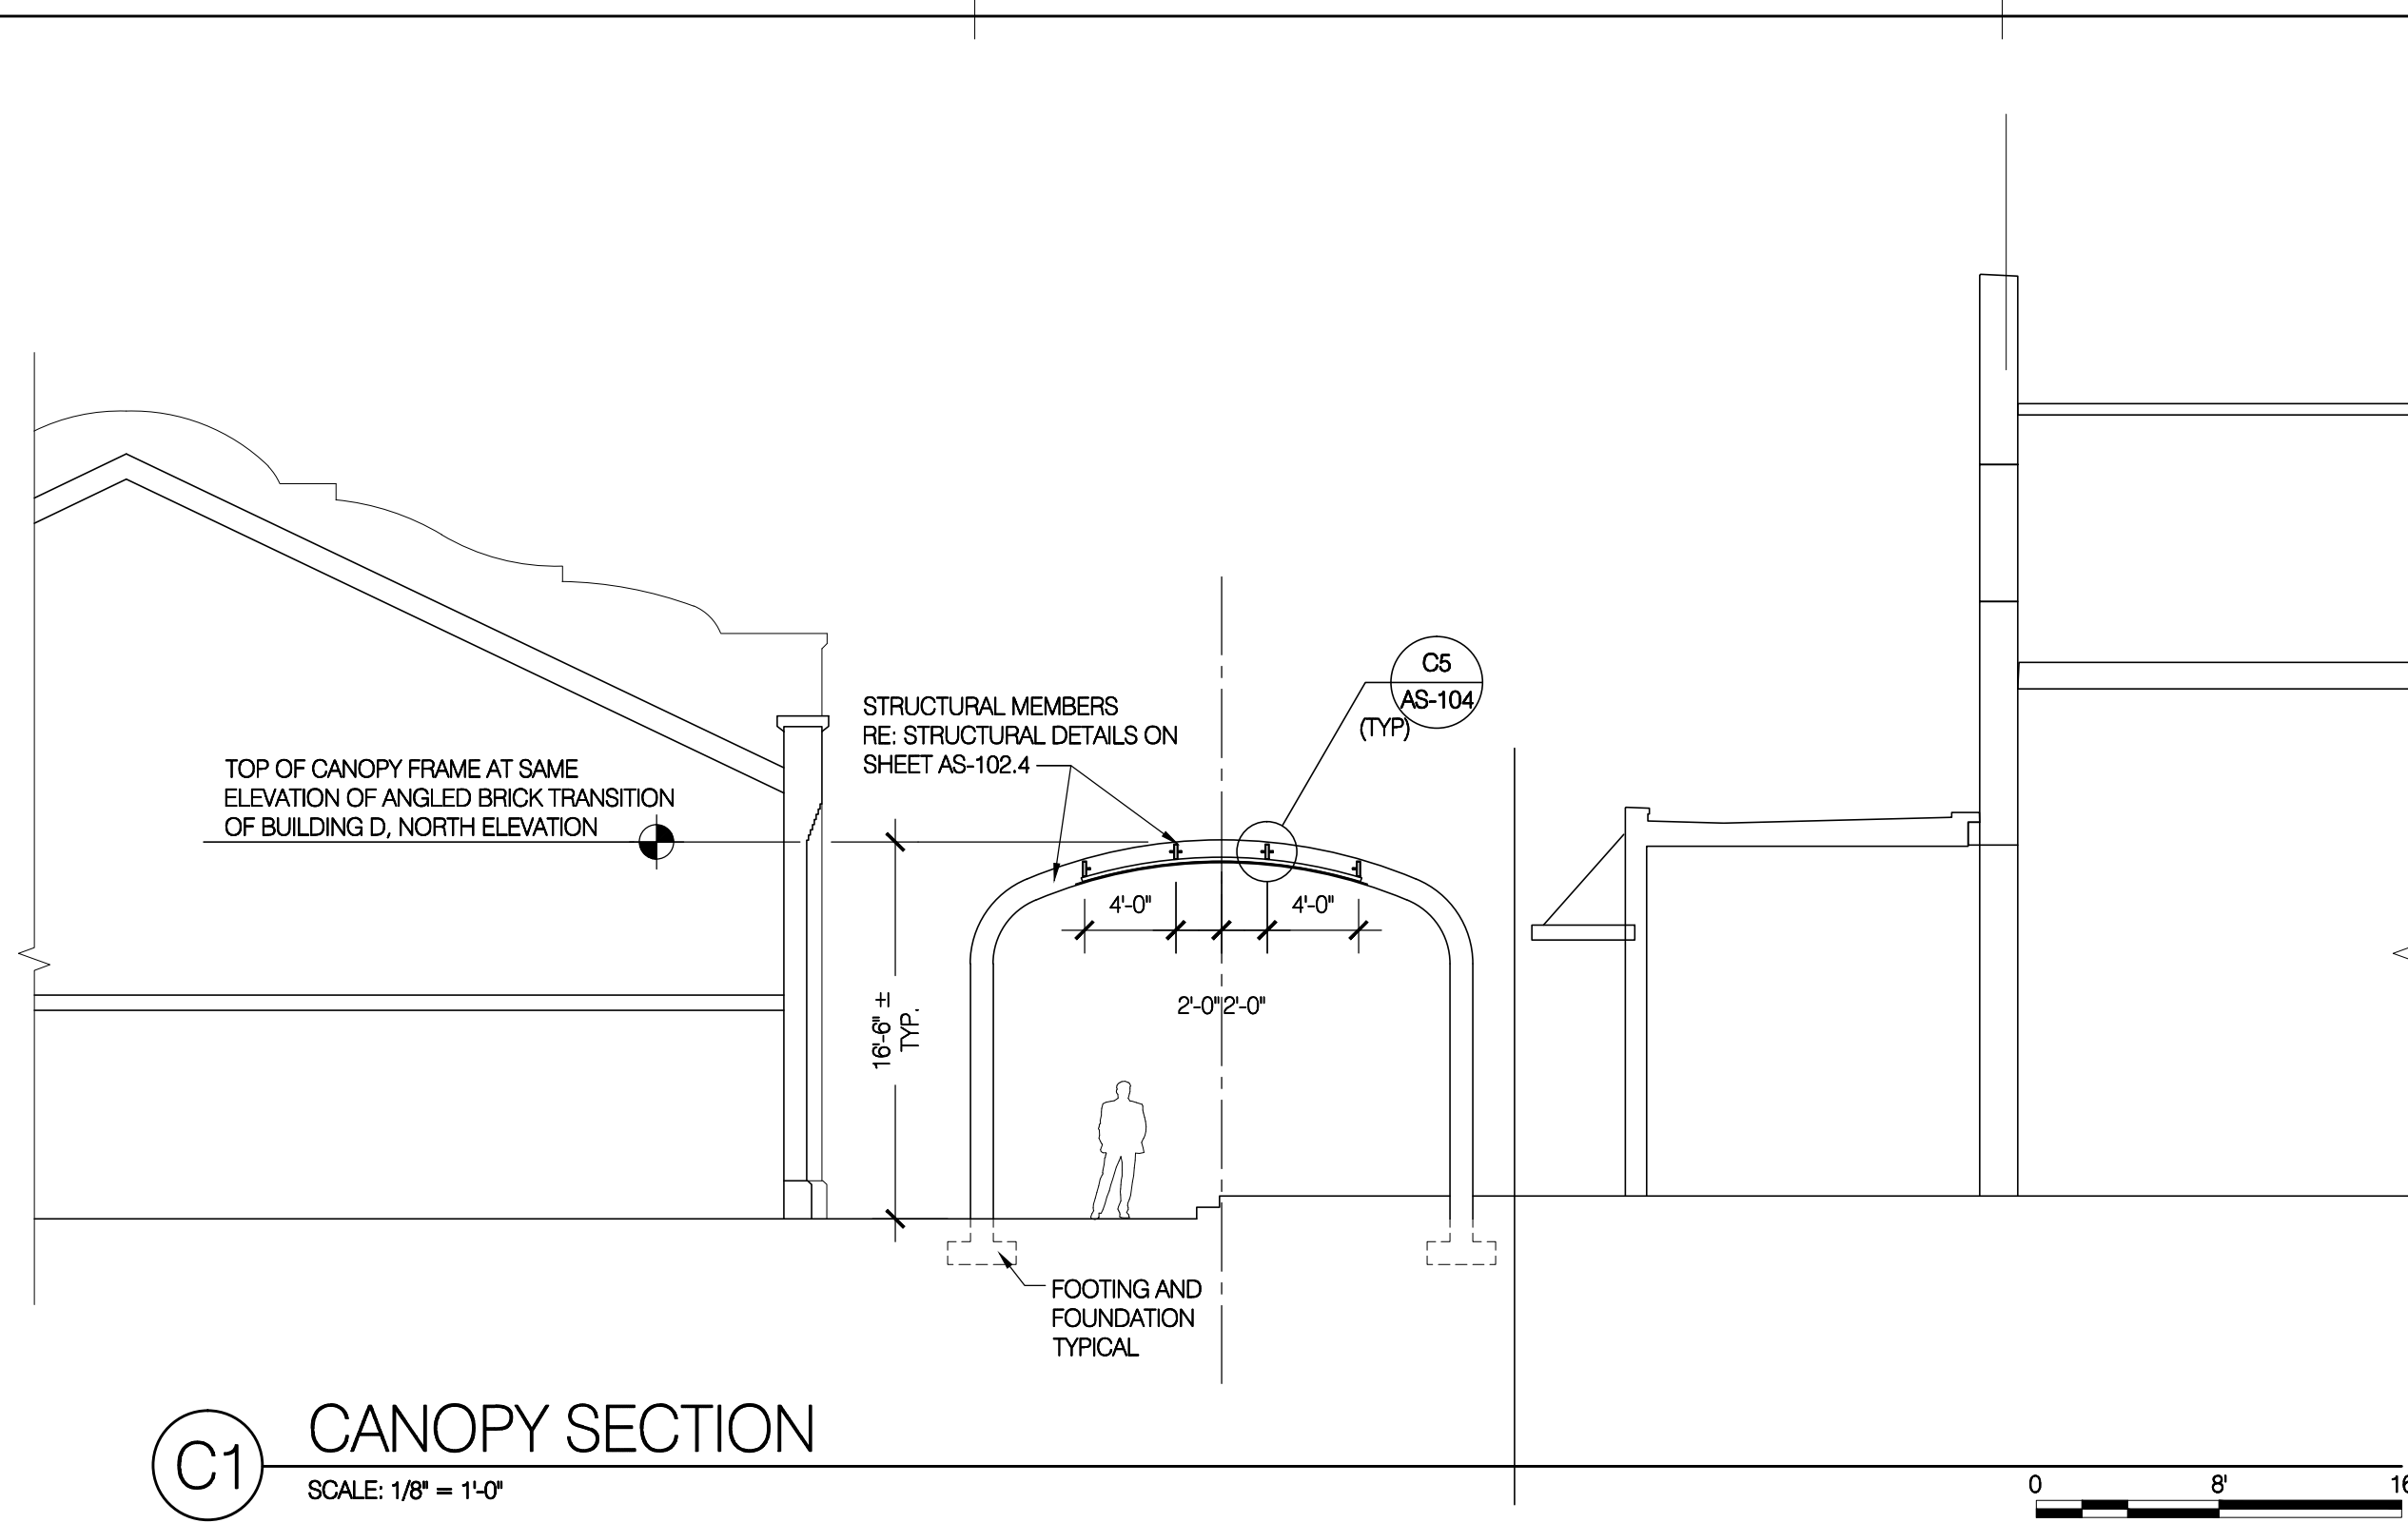 C5
AS-104
(TYP)
STRUCTURAL MEMBERS
RE: STRUCTURAL DETAILS ON
SHEET AS-102.4
TOP OF CANOPY FRAME AT SAME
ELEVATION OF ANGLED BRICK TRANSITION
OF BUILDING D, NORTH ELEVATION
4'-0"
4'-0"
2'-0"
2'-0"
16'-6" ±
TYP.
FOOTING AND
FOUNDATION
TYPICAL
C1
CANOPY SECTION
SCALE: 1/8" = 1'-0"
0
8'